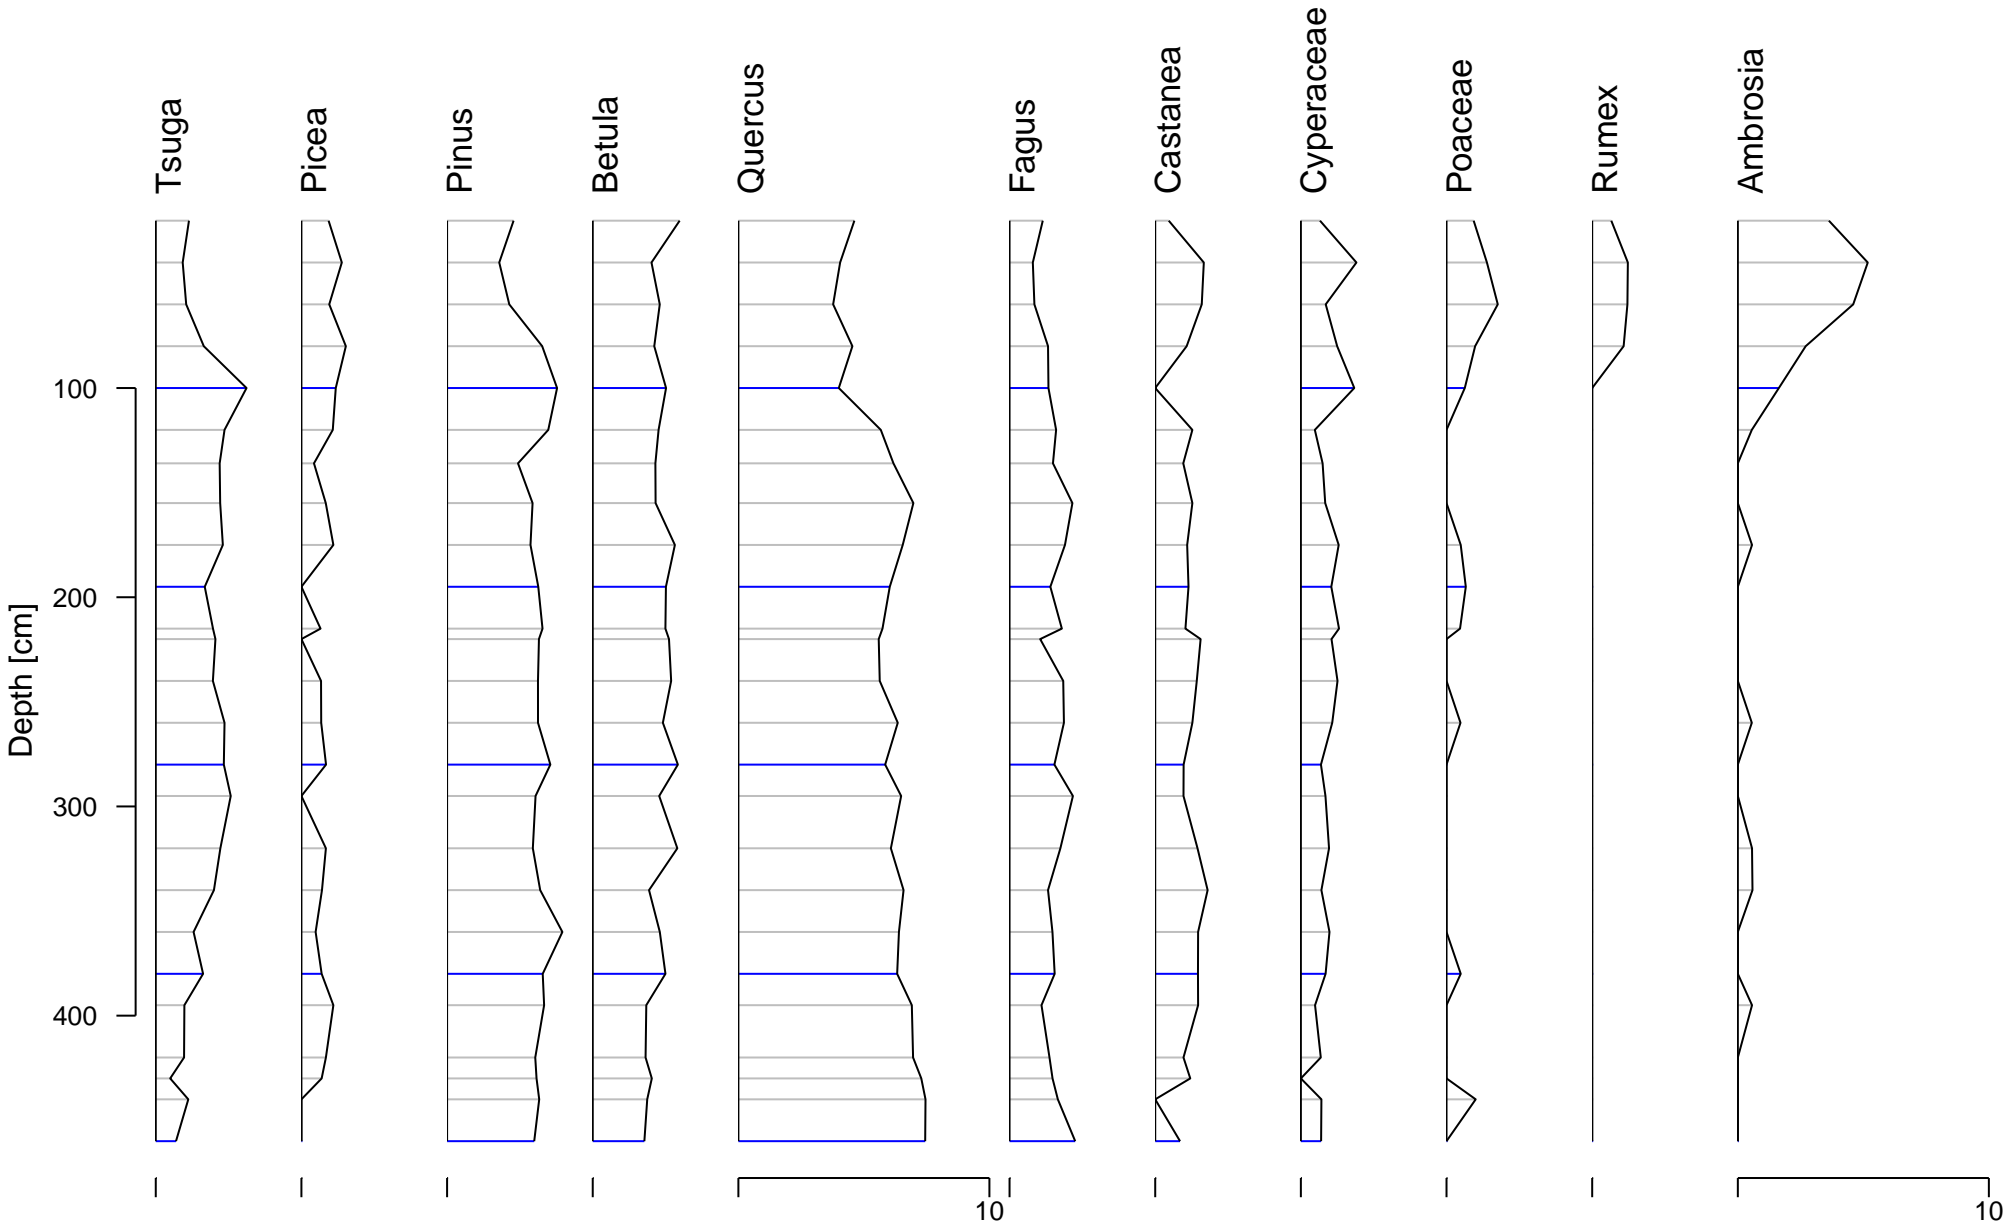 Tsuga
Picea
Pinus
Betula
Quercus
Fagus
Castanea
Cyperaceae
Poaceae
Rumex
Ambrosia
Depth [cm]
100
200
300
400
10
10